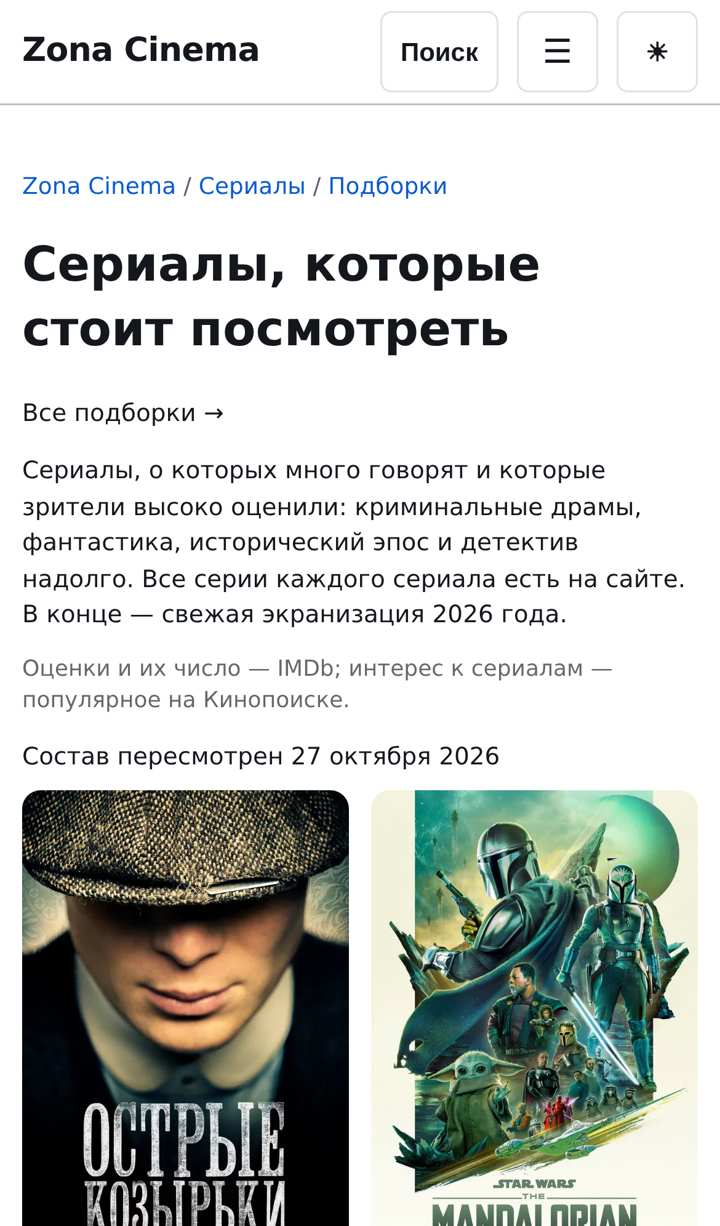 Zona Cinema
Поиск
Zona Cinema / Сериалы / Подборки
Сериалы, которые
стоит посмотреть
Все подборки →
Сериалы, о которых много говорят и которые
зрители высоко оценили: криминальные драмы,
фантастика, исторический эпос и детектив
надолго. Все серии каждого сериала есть на сайте.
В конце — свежая экранизация 2026 года.
Оценки и их число — IMDb; интерес к сериалам —
популярное на Кинопоиске.
Состав пересмотрен 27 октября 2026
ОСТРЫЕ
КОЗЫРЬКИ
STAR WARS
THE
MANDALORIAN